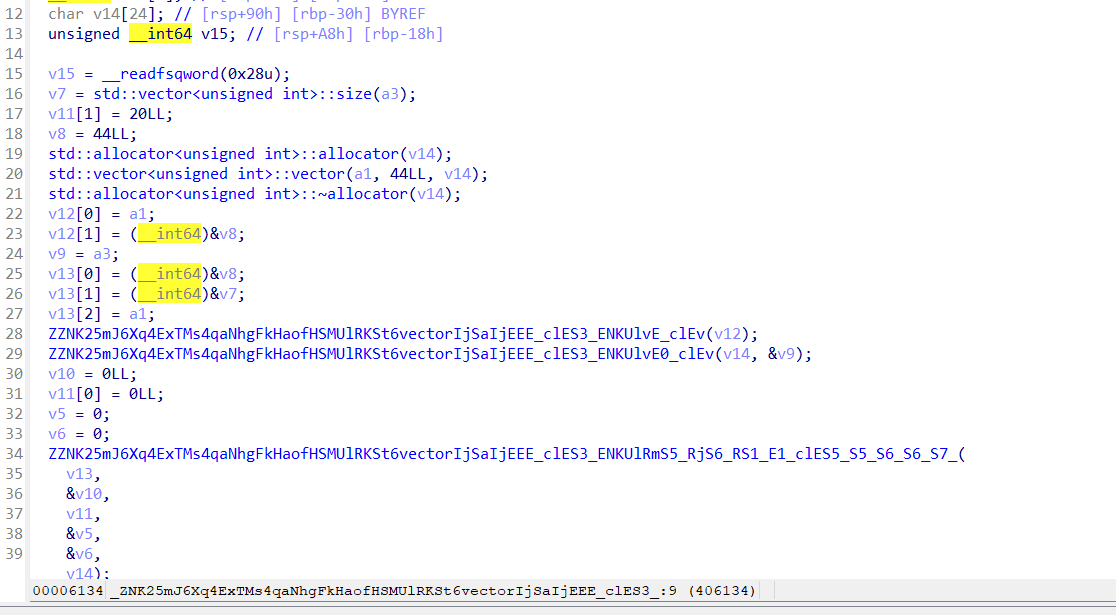 12 char v14[24]; // [rsp+90h] [rbp-30h] BYREF
13 unsigned __int64 v15; // [rsp+A8h] [rbp-18h]
14
15 v15 = __readfsqword(0x28u);
16 v7 = std::vector<unsigned int>::size(a3);
17 v11[1] = 20LL;
18 v8 = 44LL;
19 std::allocator<unsigned int>::allocator(v14);
20 std::vector<unsigned int>::vector(a1, 44LL, v14);
21 std::allocator<unsigned int>::~allocator(v14);
22 v12[0] = a1;
23 v12[1] = (__int64)&v8;
24 v9 = a3;
25 v13[0] = (__int64)&v8;
26 v13[1] = (__int64)&v7;
27 v13[2] = a1;
28 ZZNK25mJ6Xq4ExTMs4qaNhgFkHaofHSMUlRKSt6vectorIjSaIjEEE_clES3_ENKUlvE_clEv(v12);
29 ZZNK25mJ6Xq4ExTMs4qaNhgFkHaofHSMUlRKSt6vectorIjSaIjEEE_clES3_ENKUlvE0_clEv(v14, &v9);
30 v10 = 0LL;
31 v11[0] = 0LL;
32 v5 = 0;
33 v6 = 0;
34 ZZNK25mJ6Xq4ExTMs4qaNhgFkHaofHSMUlRKSt6vectorIjSaIjEEE_clES3_ENKUlRmS5_RjS6_RS1_E1_clES5_S5_S6_S6_S7_(
35 v13,
36 &v10,
37 v11,
38 &v5,
39 &v6,
v14);
00006134 _ZNK25mJ6Xq4ExTMs4qaNhgFkHaofHSMUlRKSt6vectorIjSaIjEEE_clES3_:9 (406134)